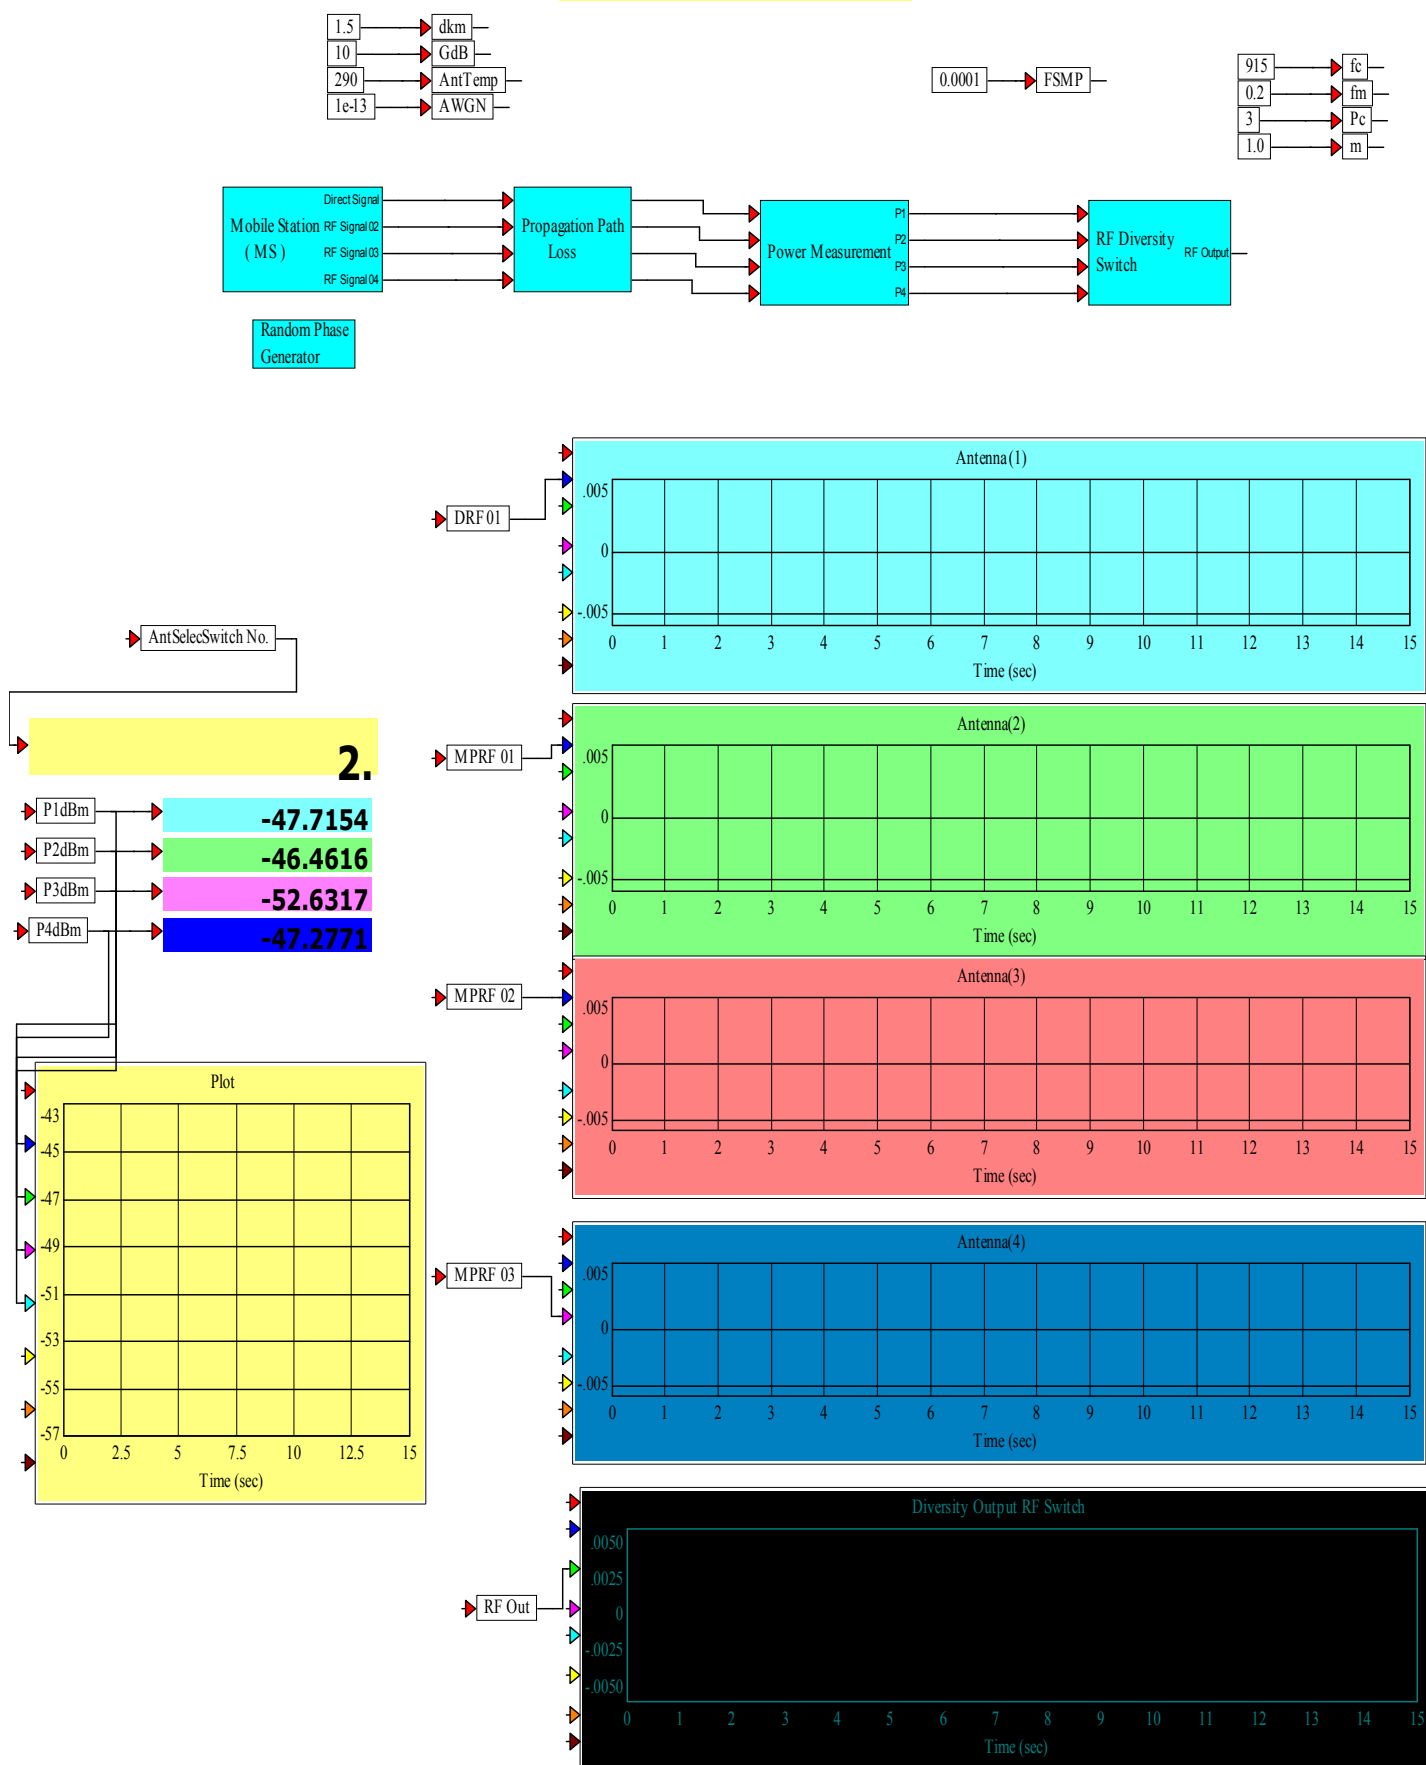 1.5 dkm
10 GdB
290 AntTemp
1e-13 AWGN
0.0001 FSMP
915 fc
0.2 fm
3 Pc
1.0 m
Mobile Station
( MS )
Direct Signal
RF Signal 02
RF Signal 03
RF Signal 04
Propagation Path
Loss
Power Measurement
P1
P2
P3
P4
RF Diversity
Switch
RF Output
Random Phase
Generator
AntSelecSwitch No.
2.
P1dBm -47.7154
P2dBm -46.4616
P3dBm -52.6317
P4dBm -47.2771
Plot
-43
-45
-47
-49
-51
-53
-55
-57
0 2.5 5 7.5 10 12.5 15
Time (sec)
DRF 01
Antenna (1)
.005
0
-.005
0 1 2 3 4 5 6 7 8 9 10 11 12 13 14 15
Time (sec)
MPRF 01
Antenna(2)
.005
0
-.005
0 1 2 3 4 5 6 7 8 9 10 11 12 13 14 15
Time (sec)
MPRF 02
Antenna(3)
.005
0
-.005
0 1 2 3 4 5 6 7 8 9 10 11 12 13 14 15
Time (sec)
MPRF 03
Antenna(4)
.005
0
-.005
0 1 2 3 4 5 6 7 8 9 10 11 12 13 14 15
Time (sec)
RF Out
Diversity Output RF Switch
.0050
.0025
0
-.0025
-.0050
0 1 2 3 4 5 6 7 8 9 10 11 12 13 14 15
Time (sec)